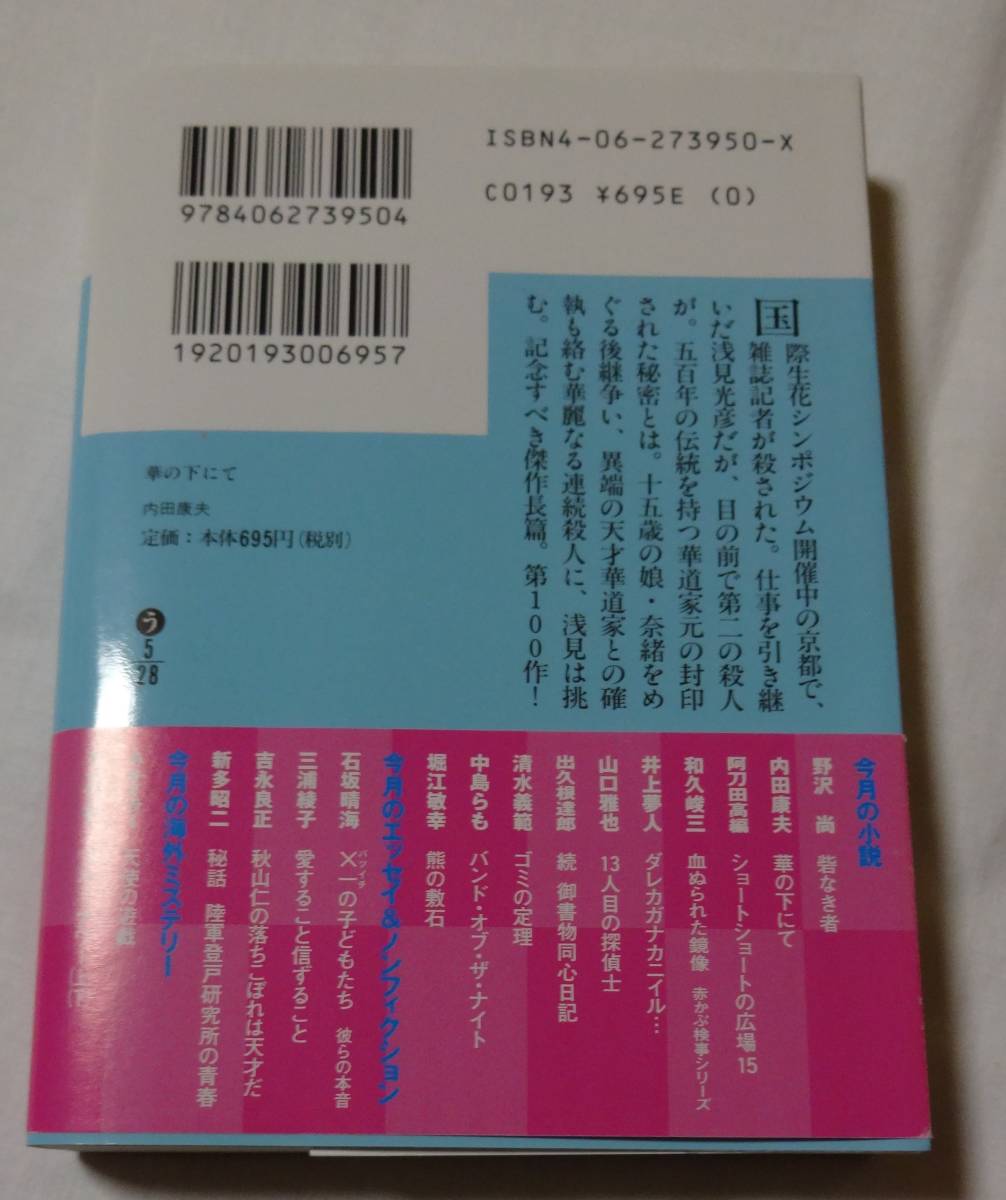 ISBN4-06-273950-X
C0193 ¥695E (0)
9784062739504
1920193006957
国際生花シンポジウム開催中の京都で、
雑誌記者が殺された。仕事を引き継
いだ浅見光彦だが、目の前で第二の殺人
が。五百年の伝統を持つ華道家元の封印
された秘密とは。十五歳の娘・奈緒をめ
ぐる後継争い、異端の天才華道家との確
執も絡む華麗なる連続殺人に、浅見は挑
む。記念すべき傑作長篇。第100作!
華の下にて
内田康夫
定価:本体695円(税別)
う
5
28
今月の小説
野沢 尚 砦なき者
内田康夫 華の下にて
阿刀田高編 ショートショートの広場15
和久峻三 血ぬられた鏡像 赤かぶ検事シリーズ
井上夢人 ダレカガナカニイル…
山口雅也 13人目の探偵士
出久根達郎 続 御書物同心日記
清水義範 ゴミの定理
中島らも バンド・オブ・ザ・ナイト
堀江敏幸 熊の敷石
今月のエッセイ&ノンフィクション
石坂晴海 ×一の子どもたち 彼らの本音
バツイチ
三浦綾子 愛すること信ずること
吉永良正 秋山仁の落ちこぼれは天才だ
新多昭二 秘話 陸軍登戸研究所の青春
今月の海外ミステリー
天使の遊戯